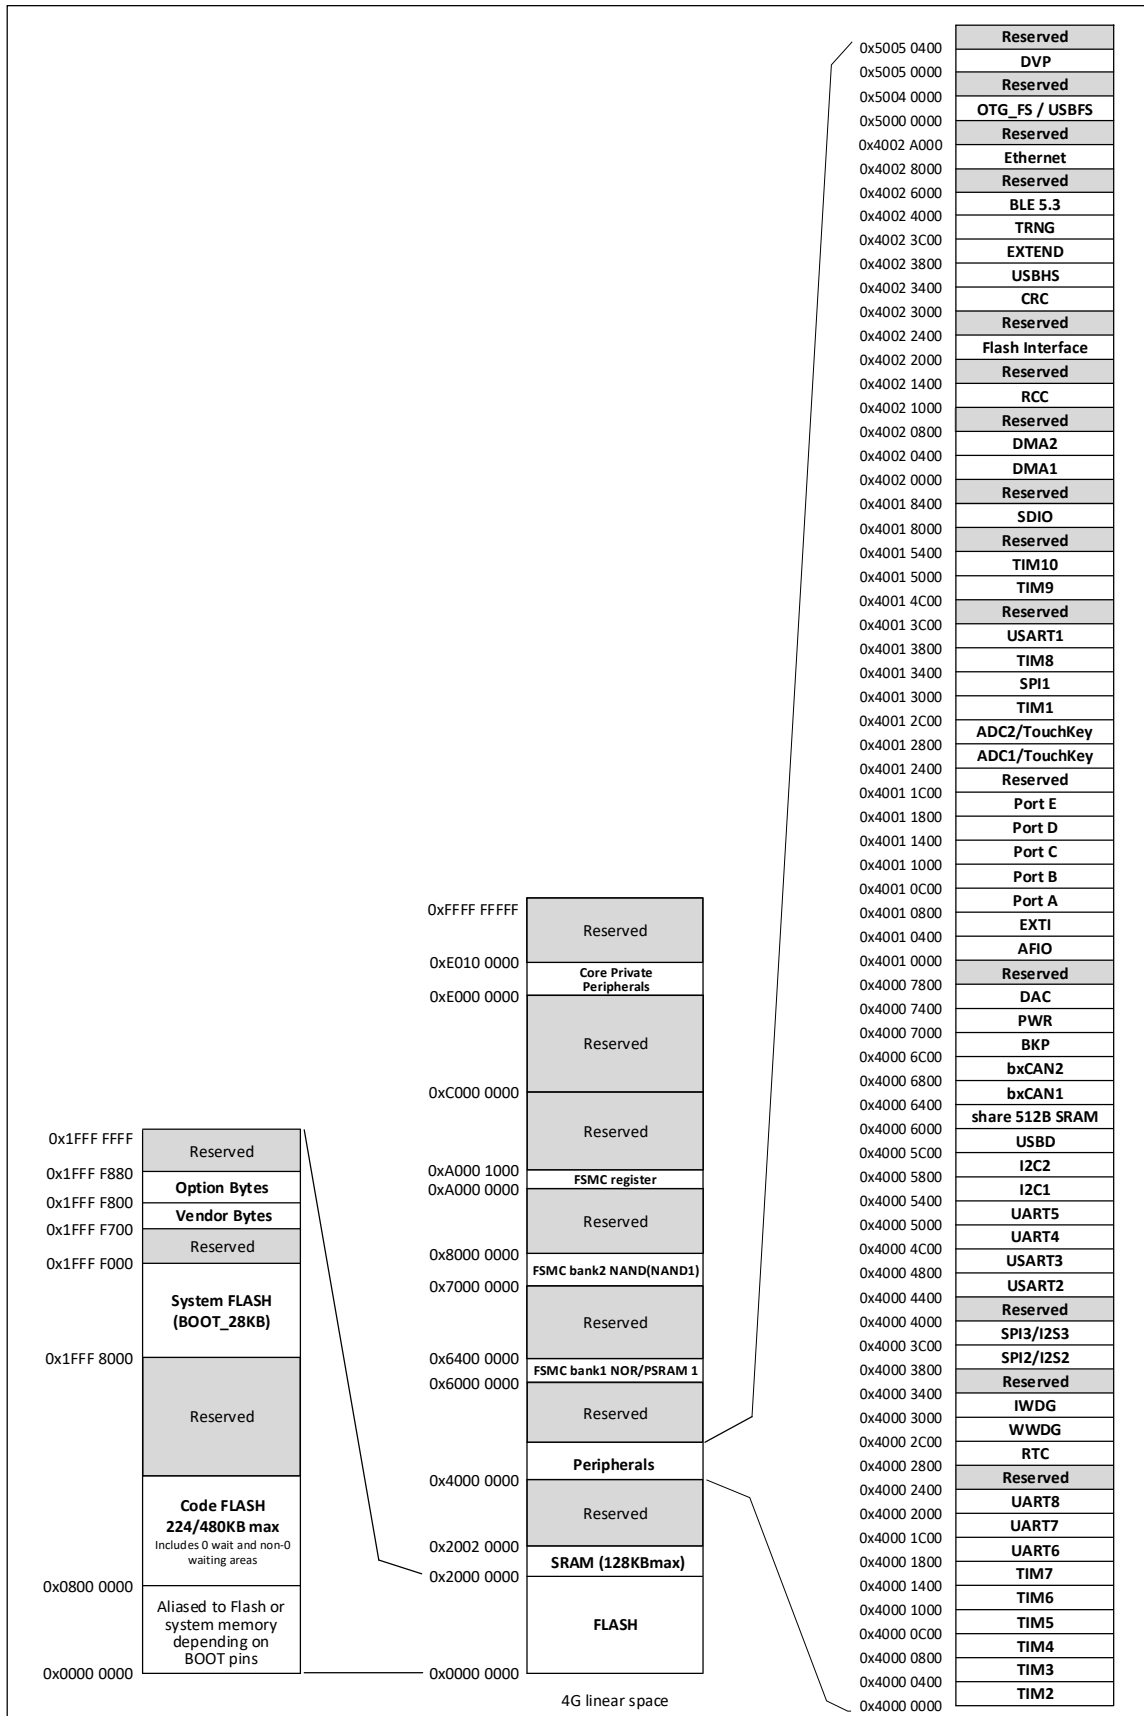 Reserved
0x5005 0400
DVP
0x5005 0000
Reserved
0x5004 0000
OTG_FS / USBFS
0x5000 0000
Reserved
0x4002 A000
Ethernet
0x4002 8000
Reserved
0x4002 6000
BLE 5.3
0x4002 4000
TRNG
0x4002 3C00
EXTEND
0x4002 3800
USBHS
0x4002 3400
CRC
0x4002 3000
Reserved
0x4002 2400
Flash Interface
0x4002 2000
Reserved
0x4002 1400
RCC
0x4002 1000
Reserved
0x4002 0800
DMA2
0x4002 0400
DMA1
0x4002 0000
Reserved
0x4001 8400
SDIO
0x4001 8000
Reserved
0x4001 5400
TIM10
0x4001 5000
TIM9
0x4001 4C00
Reserved
0x4001 3C00
USART1
0x4001 3800
TIM8
0x4001 3400
SPI1
0x4001 3000
TIM1
0x4001 2C00
ADC2/TouchKey
0x4001 2800
ADC1/TouchKey
0x4001 2400
Reserved
0x4001 1C00
Port E
0x4001 1800
Port D
0x4001 1400
Port C
0x4001 1000
Port B
0x4001 0C00
Port A
0x4001 0800
EXTI
0x4001 0400
AFIO
0x4001 0000
Reserved
0x4000 7800
DAC
0x4000 7400
PWR
0x4000 7000
BKP
0x4000 6C00
bxCAN2
0x4000 6800
bxCAN1
0x4000 6400
share 512B SRAM
0x4000 6000
USBD
0x4000 5C00
I2C2
0x4000 5800
I2C1
0x4000 5400
UART5
0x4000 5000
UART4
0x4000 4C00
USART3
0x4000 4800
USART2
0x4000 4400
Reserved
0x4000 4000
SPI3/I2S3
0x4000 3C00
SPI2/I2S2
0x4000 3800
Reserved
0x4000 3400
IWDG
0x4000 3000
WWDG
0x4000 2C00
RTC
0x4000 2800
Reserved
0x4000 2400
UART8
0x4000 2000
UART7
0x4000 1C00
UART6
0x4000 1800
TIM7
0x4000 1400
TIM6
0x4000 1000
TIM5
0x4000 0C00
TIM4
0x4000 0800
TIM3
0x4000 0400
TIM2
0x4000 0000
0xFFFF FFFFF
Reserved
0xE010 0000
Core Private
Peripherals
0xE000 0000
Reserved
0xC000 0000
Reserved
0xA000 1000
FSMC register
0xA000 0000
Reserved
0x8000 0000
FSMC bank2 NAND(NAND1)
0x7000 0000
Reserved
0x6400 0000
FSMC bank1 NOR/PSRAM 1
0x6000 0000
Reserved
Peripherals
0x4000 0000
Reserved
0x2002 0000
SRAM (128KBmax)
0x2000 0000
FLASH
0x0000 0000
4G linear space
0x1FFF FFFF
Reserved
0x1FFF F880
Option Bytes
0x1FFF F800
Vendor Bytes
0x1FFF F700
Reserved
0x1FFF F000
System FLASH
(BOOT_28KB)
0x1FFF 8000
Reserved
Code FLASH
224/480KB max
Includes 0 wait and non-0
waiting areas
0x0800 0000
Aliased to Flash or
system memory
depending on
BOOT pins
0x0000 0000